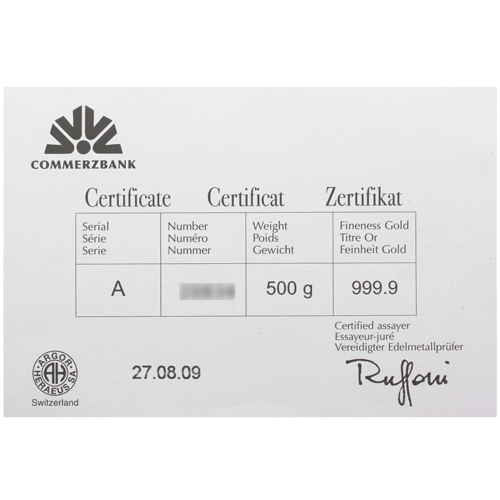 COMMERZBANK
Certificate Certificat Zertifikat
Serial Number Weight Fineness Gold
Série Numéro Poids Titre Or
Serie Nummer Gewicht Feinheit Gold
A 500 g 999.9
Certified assayer
Essayeur-juré
Vereidigter Edelmetallprüfer
ARGOR-HERAEUS SA
AH
Switzerland
27.08.09
Ruffoni